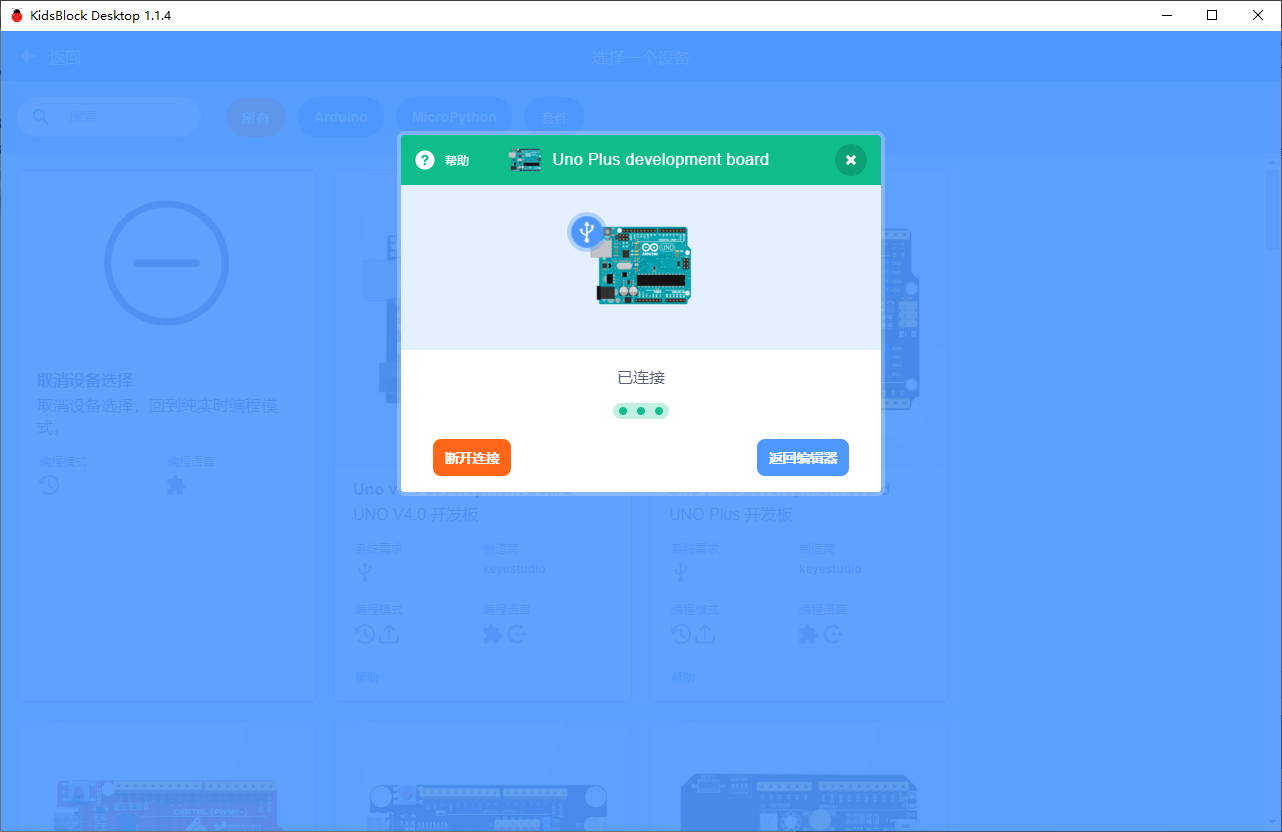 KidsBlock Desktop 1.1.4
返回
选择一个设备
搜索
所有
Arduino
MicroPython
套件
帮助
Uno Plus development board
UNO
ARDUINO
已连接
断开连接
返回编辑器
取消设备选择
取消设备选择，回到纯实时编程模
式。
编程模式
编程语言
UNO V4.0 开发板
系统需求
制造商
keyestudio
编程模式
编程语言
帮助
UNO Plus 开发板
系统需求
制造商
keyestudio
编程模式
编程语言
帮助
DIGITAL (PWM~)